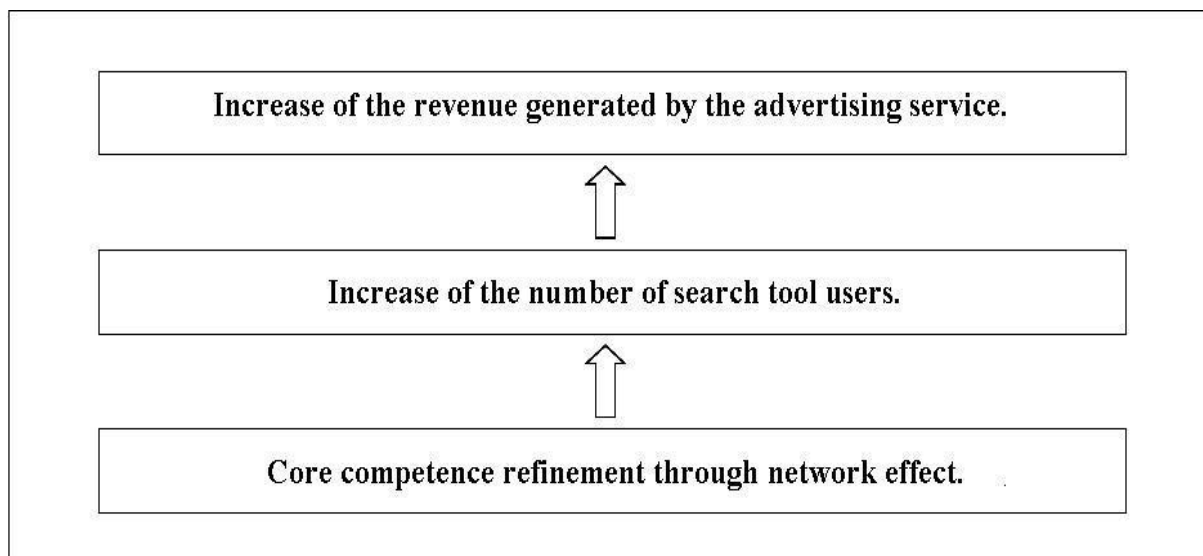 Increase of the revenue generated by the advertising service.
Increase of the number of search tool users.
Core competence refinement through network effect.